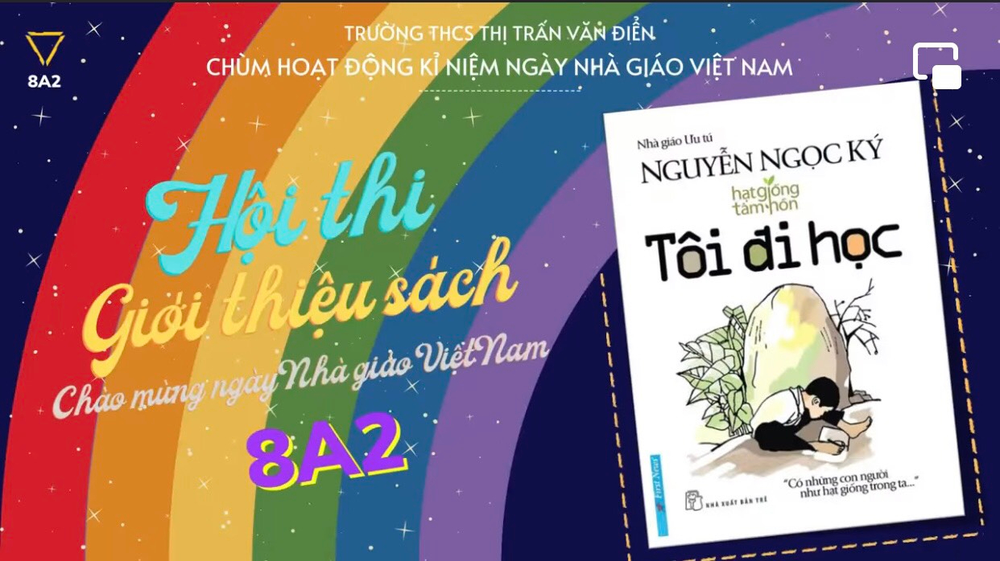 TRƯỜNG THCS THỊ TRẤN VĂN ĐIỂN
CHÙM HOẠT ĐỘNG KỈ NIỆM NGÀY NHÀ GIÁO VIỆT NAM
8A2
Hội thi
Giới thiệu sách
Chào mừng ngày Nhà giáo Việt Nam
8A2
Nhà giáo Ưu tú
NGUYỄN NGỌC KÝ
hạt giống
tâm hồn
Tôi đi học
"Có những con người
như hạt giống trong ta..."
First News
NHÀ XUẤT BẢN TRẺ